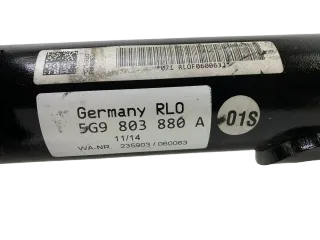 Germany RLO
5G9 803 880 A
11/14
WA-NR. 235903 / 060063
-01S